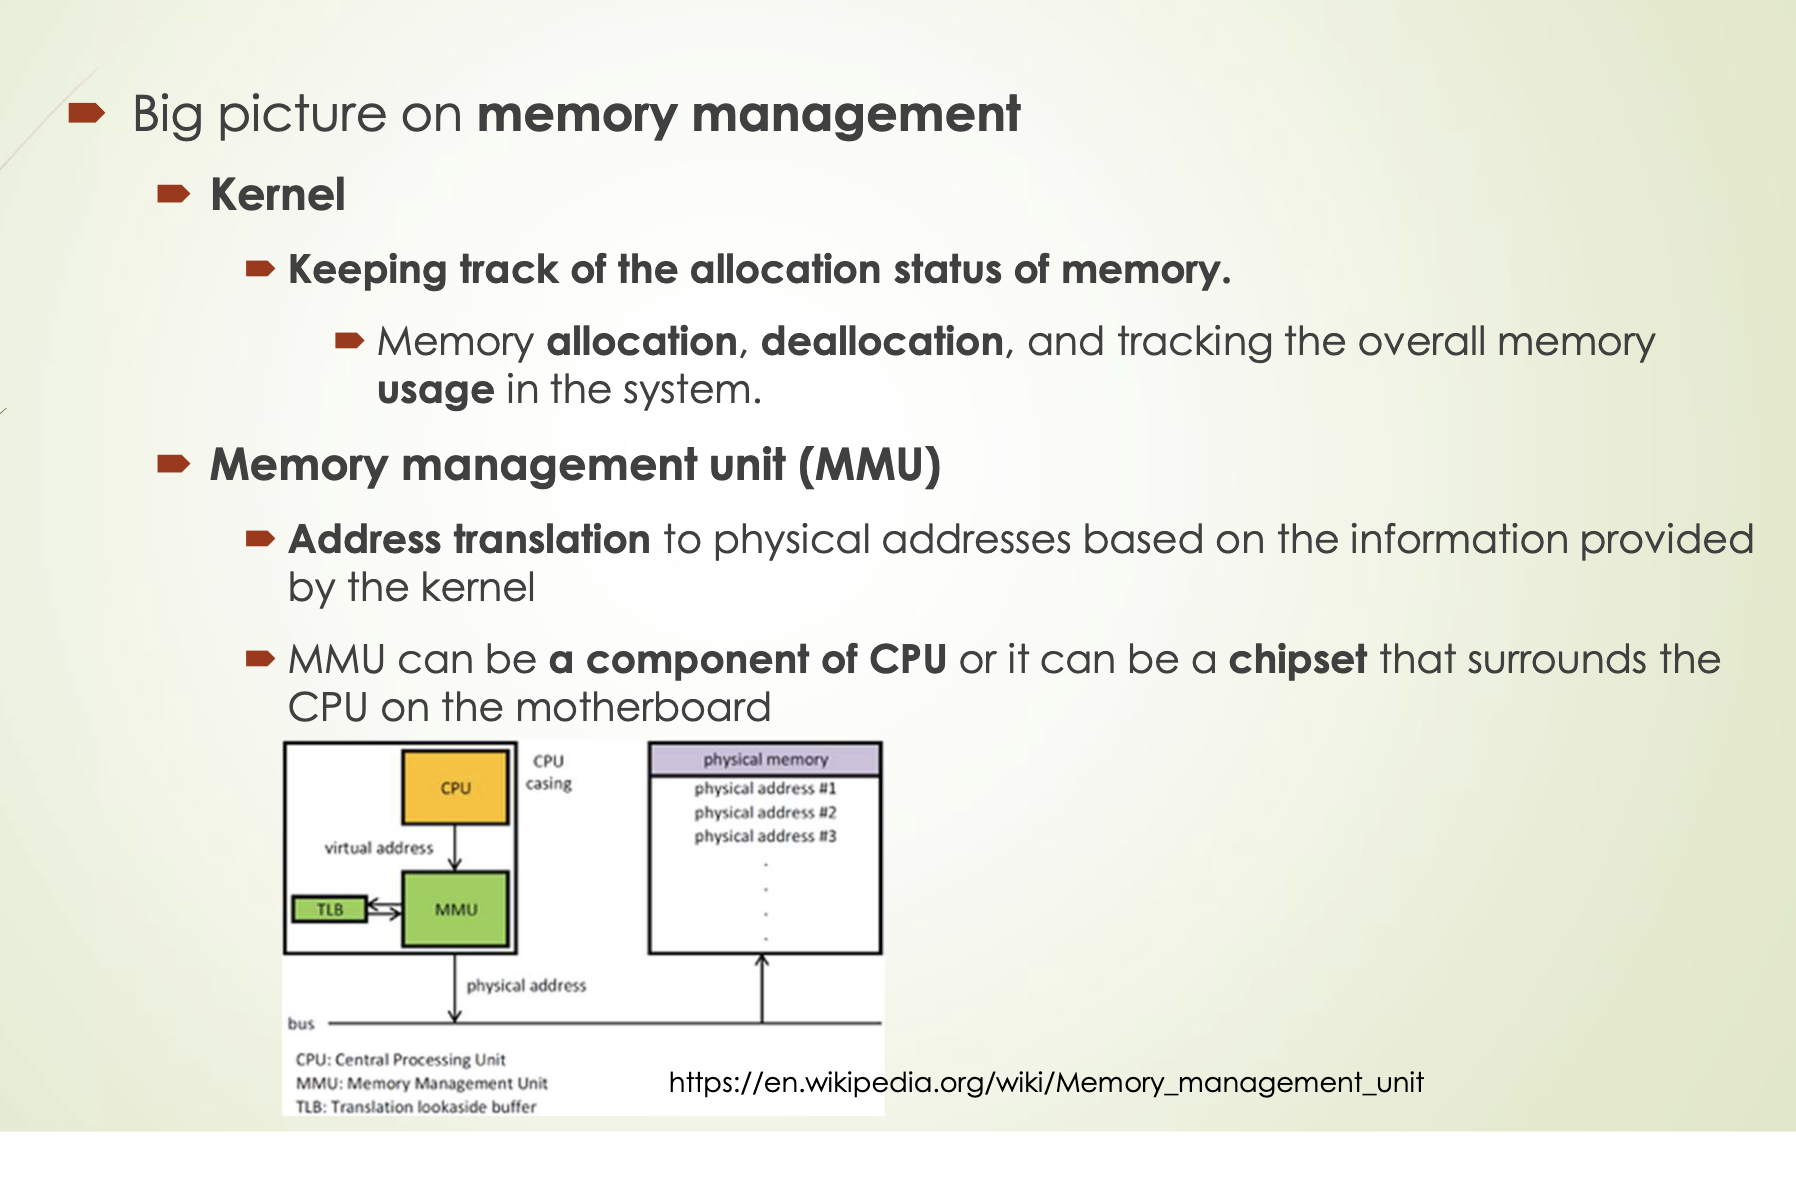 Big picture on memory management
Kernel
Keeping track of the allocation status of memory.
Memory allocation, deallocation, and tracking the overall memory
usage in the system.
Memory management unit (MMU)
Address translation to physical addresses based on the information provided
by the kernel
MMU can be a component of CPU or it can be a chipset that surrounds the
CPU on the motherboard
CPU
CPU
casing
virtual address
TLB
MMU
physical address
bus
physical memory
physical address #1
physical address #2
physical address #3
CPU: Central Processing Unit
MMU: Memory Management Unit
TLB: Translation lookaside buffer
https://en.wikipedia.org/wiki/Memory_management_unit